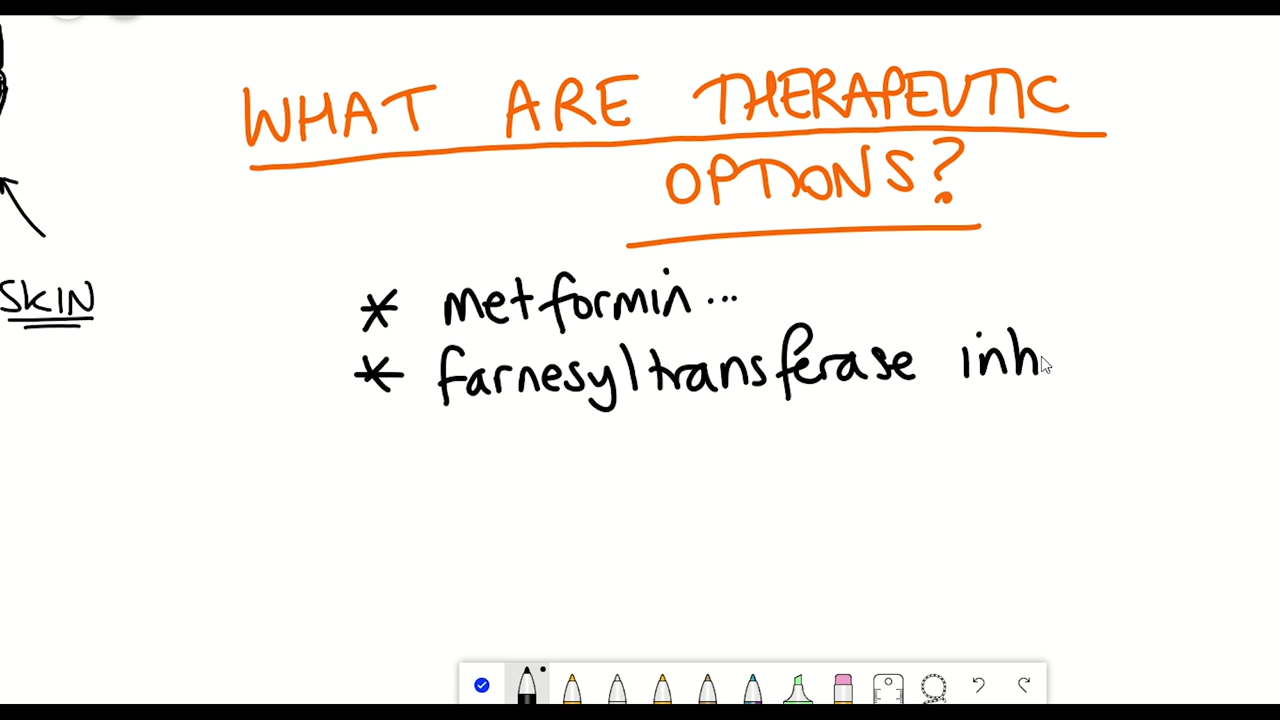 WHAT ARE THERAPEUTIC
OPTIONS?
SKIN
* metformin...
* farnesyltransferase inh